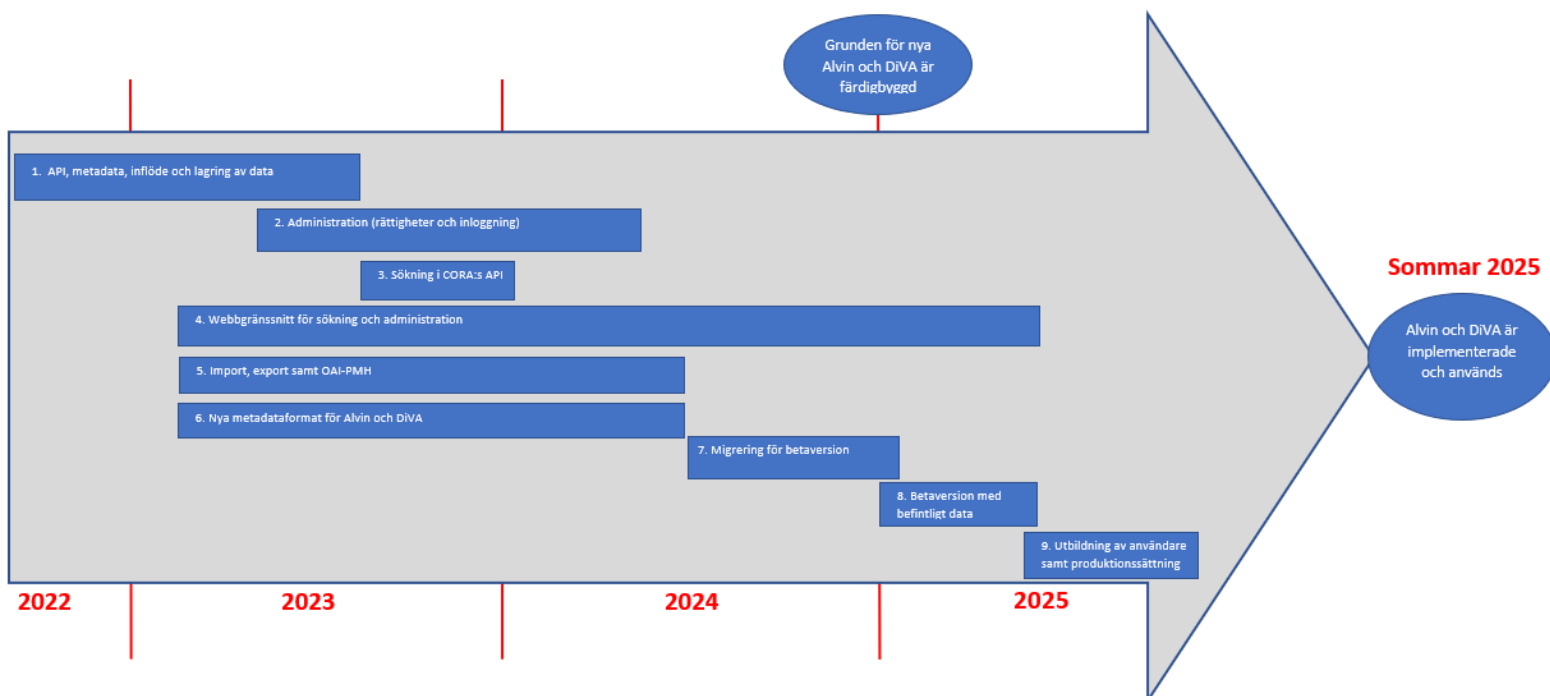 Grunden för nya
Alvin och DiVA är
färdigbyggd
1. API, metadata, inflöde och lagring av data
2. Administration (rättigheter och inloggning)
3. Sökning i CORA:s API
4. Webbgränssnitt för sökning och administration
5. Import, export samt OAI-PMH
6. Nya metadataformat för Alvin och DiVA
7. Migrering för betaversion
8. Betaversion med
befintligt data
9. Utbildning av användare
samt produktionssättning
Sommar 2025
Alvin och DiVA är
implementerade
och används
2022
2023
2024
2025